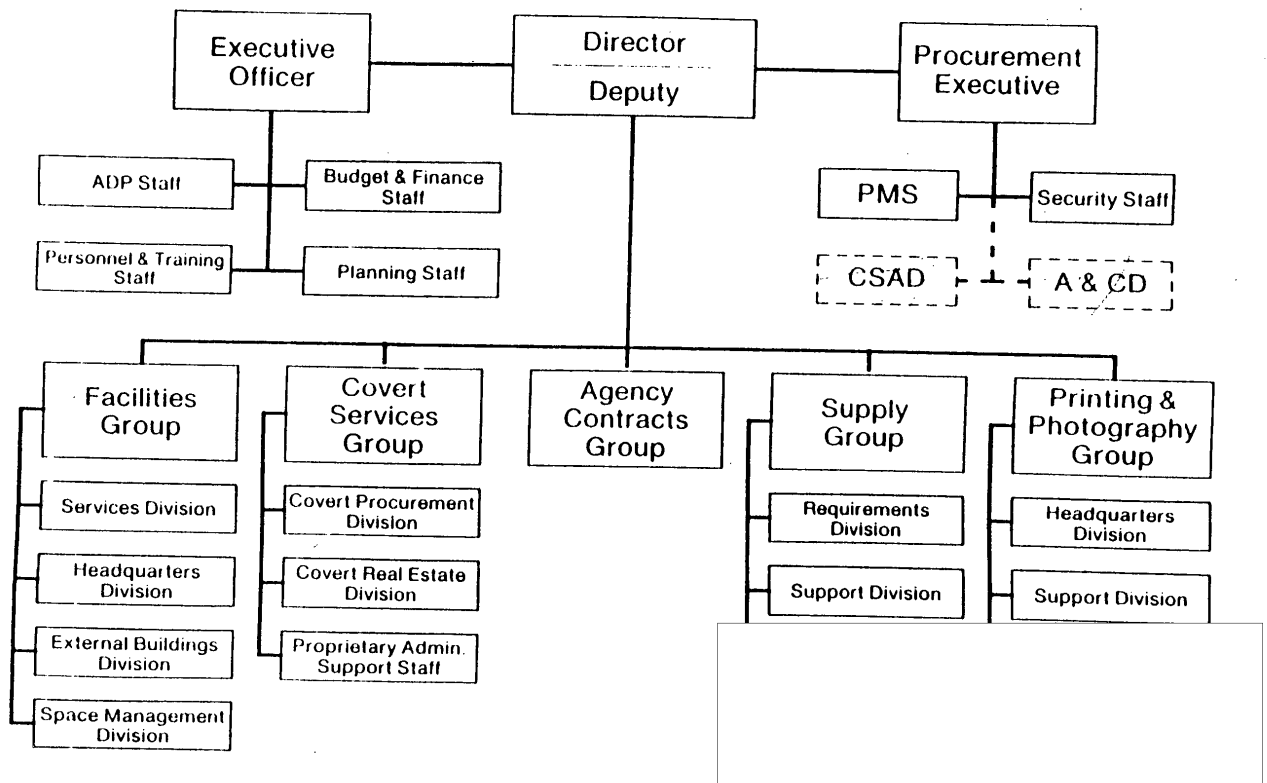 Executive
Officer
Director
Deputy
Procurement
Executive
ADP Staff
Budget & Finance
Staff
PMS
Security Staff
Personnel & Training
Staff
Planning Staff
CSAD
A & CD
Facilities
Group
Covert
Services
Group
Agency
Contracts
Group
Supply
Group
Printing &
Photography
Group
Services Division
Covert Procurement
Division
Requirements
Division
Headquarters
Division
Headquarters
Division
Covert Real Estate
Division
Support Division
Support Division
External Buildings
Division
Proprietary Admin.
Support Staff
Space Management
Division